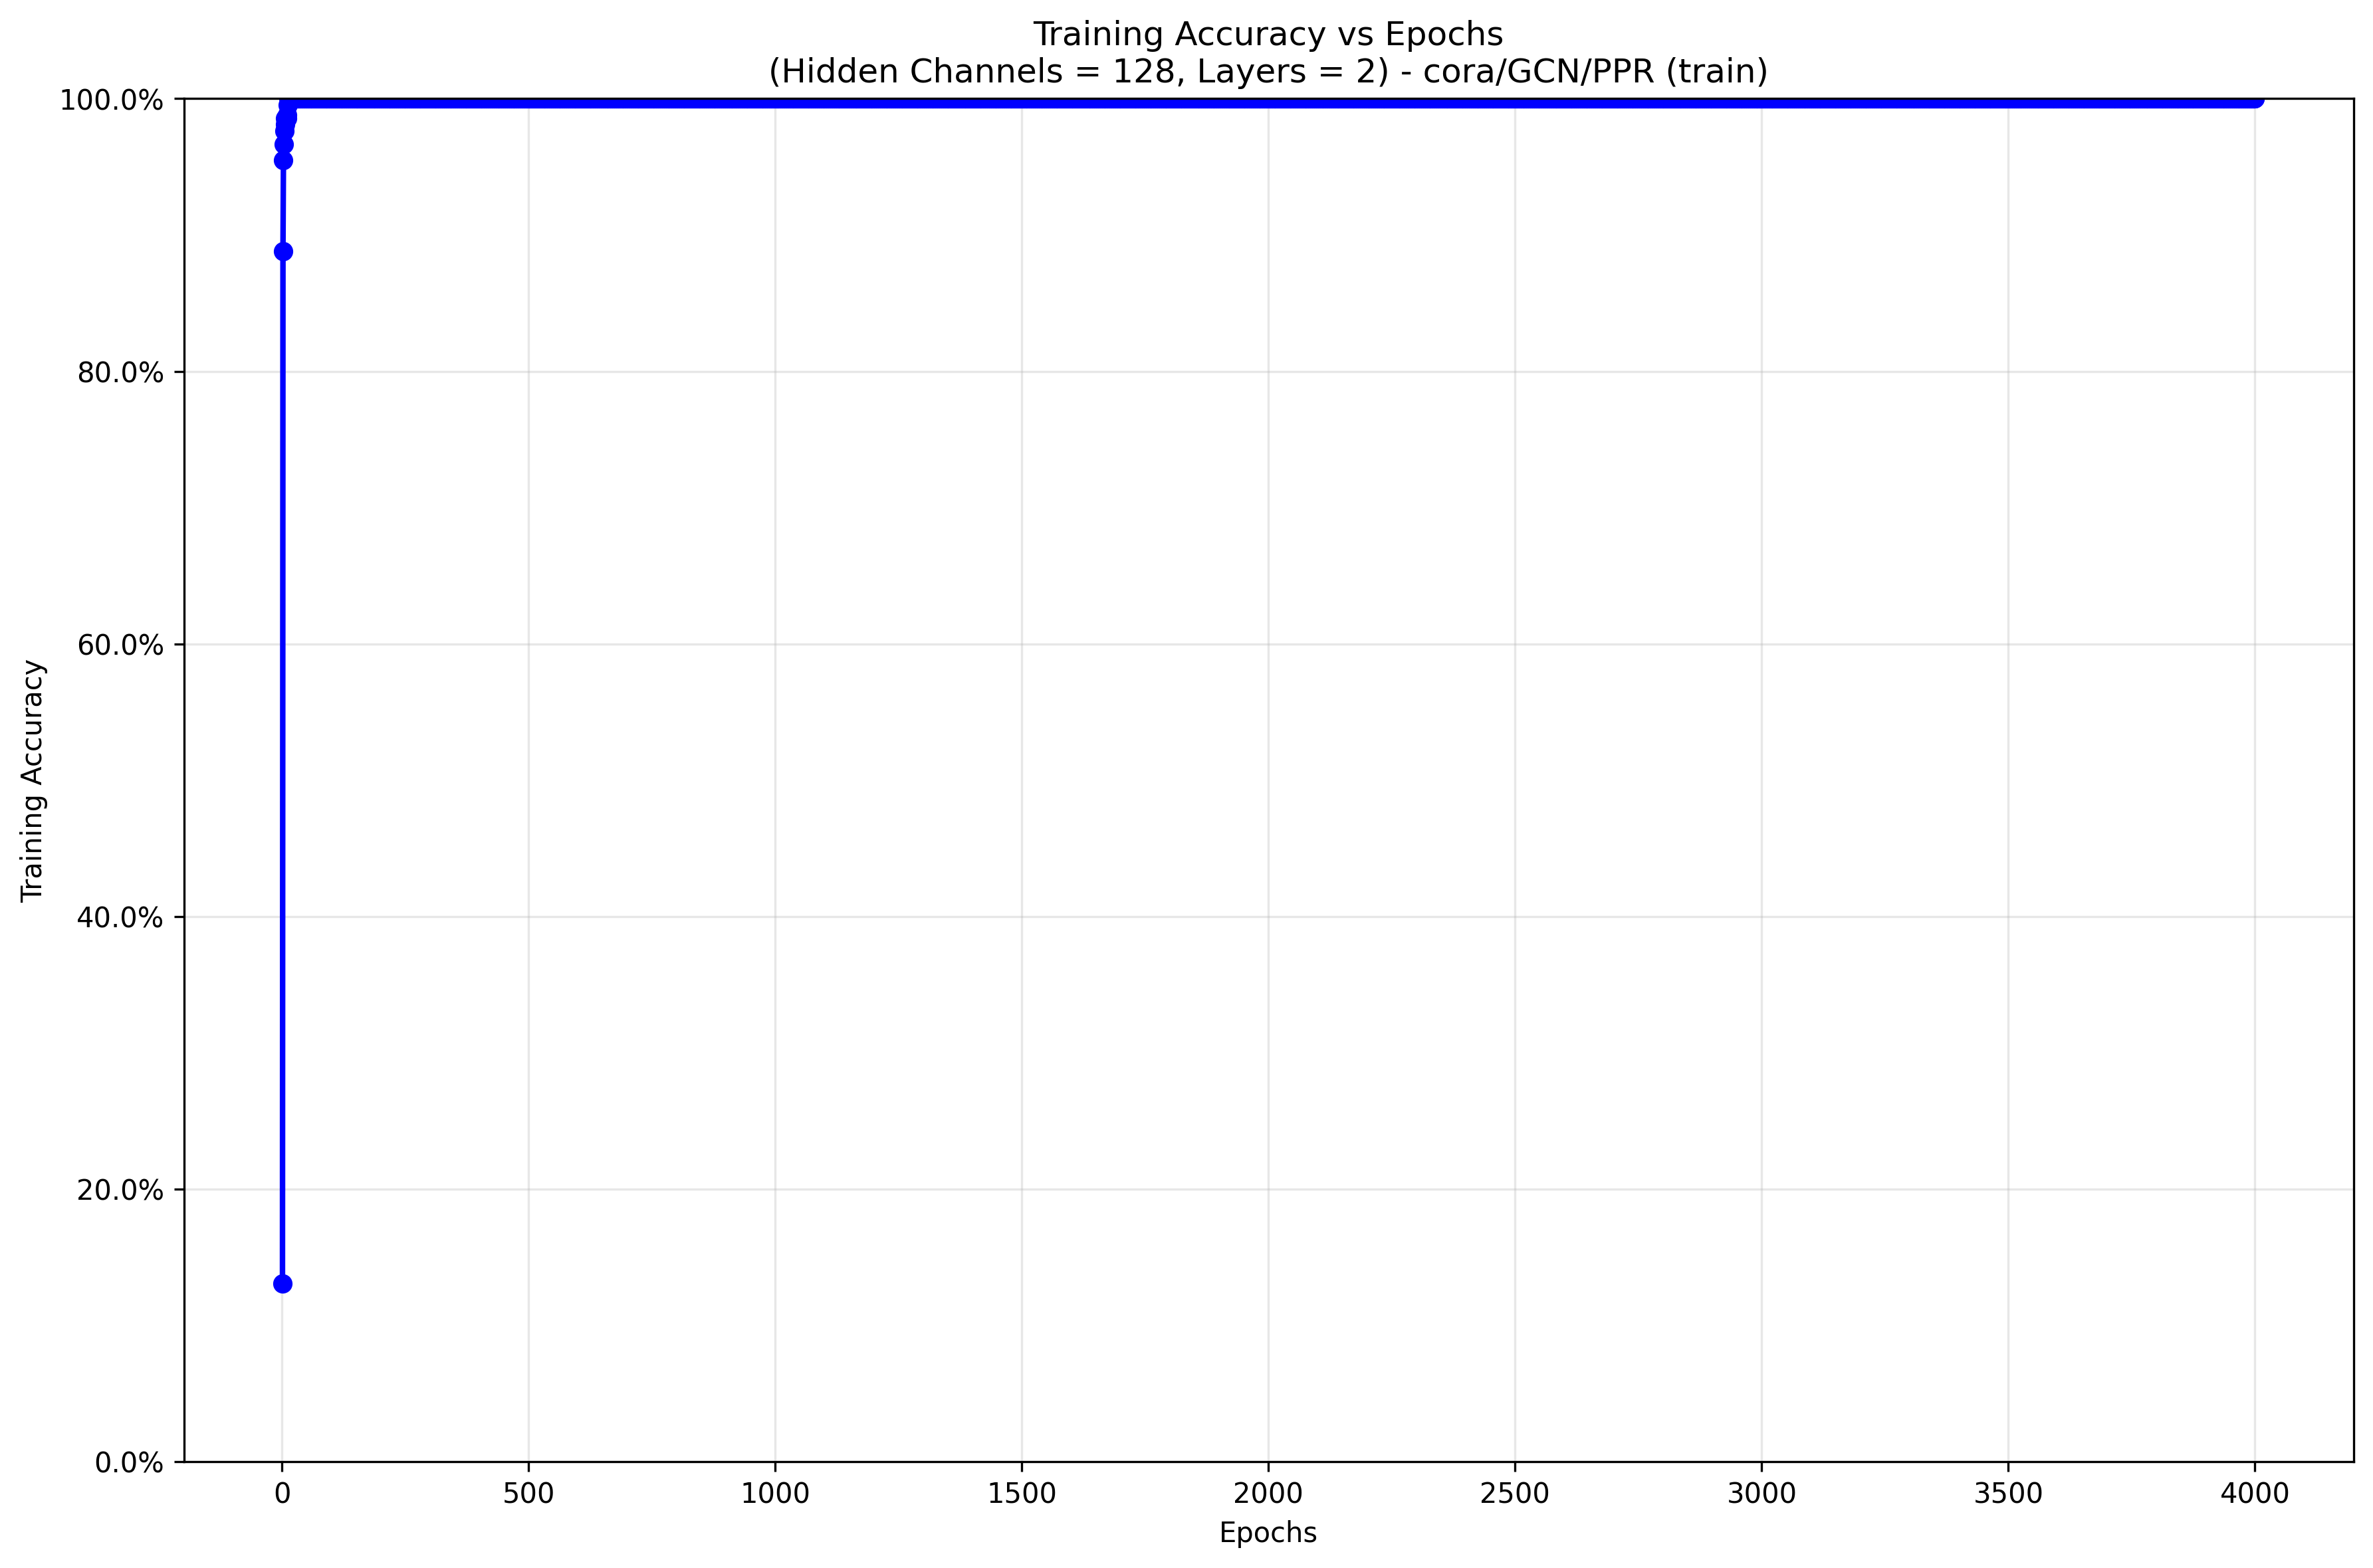 Training Accuracy vs Epochs
(Hidden Channels = 128, Layers = 2) - cora/GCN/PPR (train)
100.0%
80.0%
60.0%
40.0%
20.0%
0.0%
Training Accuracy
0 500 1000 1500 2000 2500 3000 3500 4000
Epochs